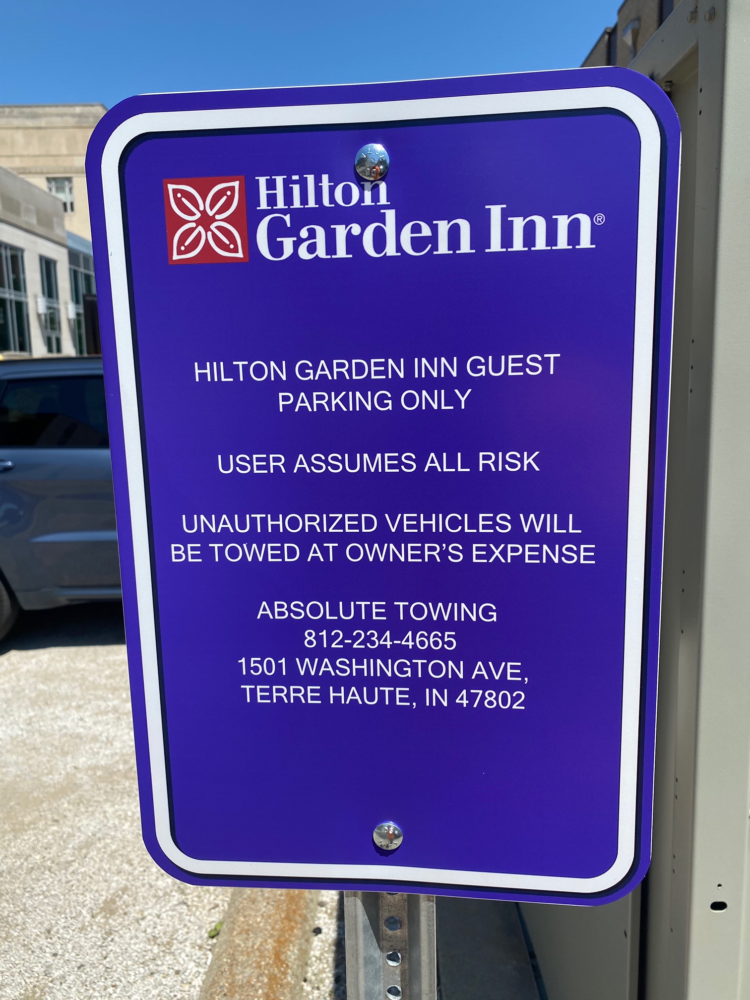 Hilton
Garden Inn®
HILTON GARDEN INN GUEST
PARKING ONLY
USER ASSUMES ALL RISK
UNAUTHORIZED VEHICLES WILL
BE TOWED AT OWNER'S EXPENSE
ABSOLUTE TOWING
812-234-4665
1501 WASHINGTON AVE,
TERRE HAUTE, IN 47802